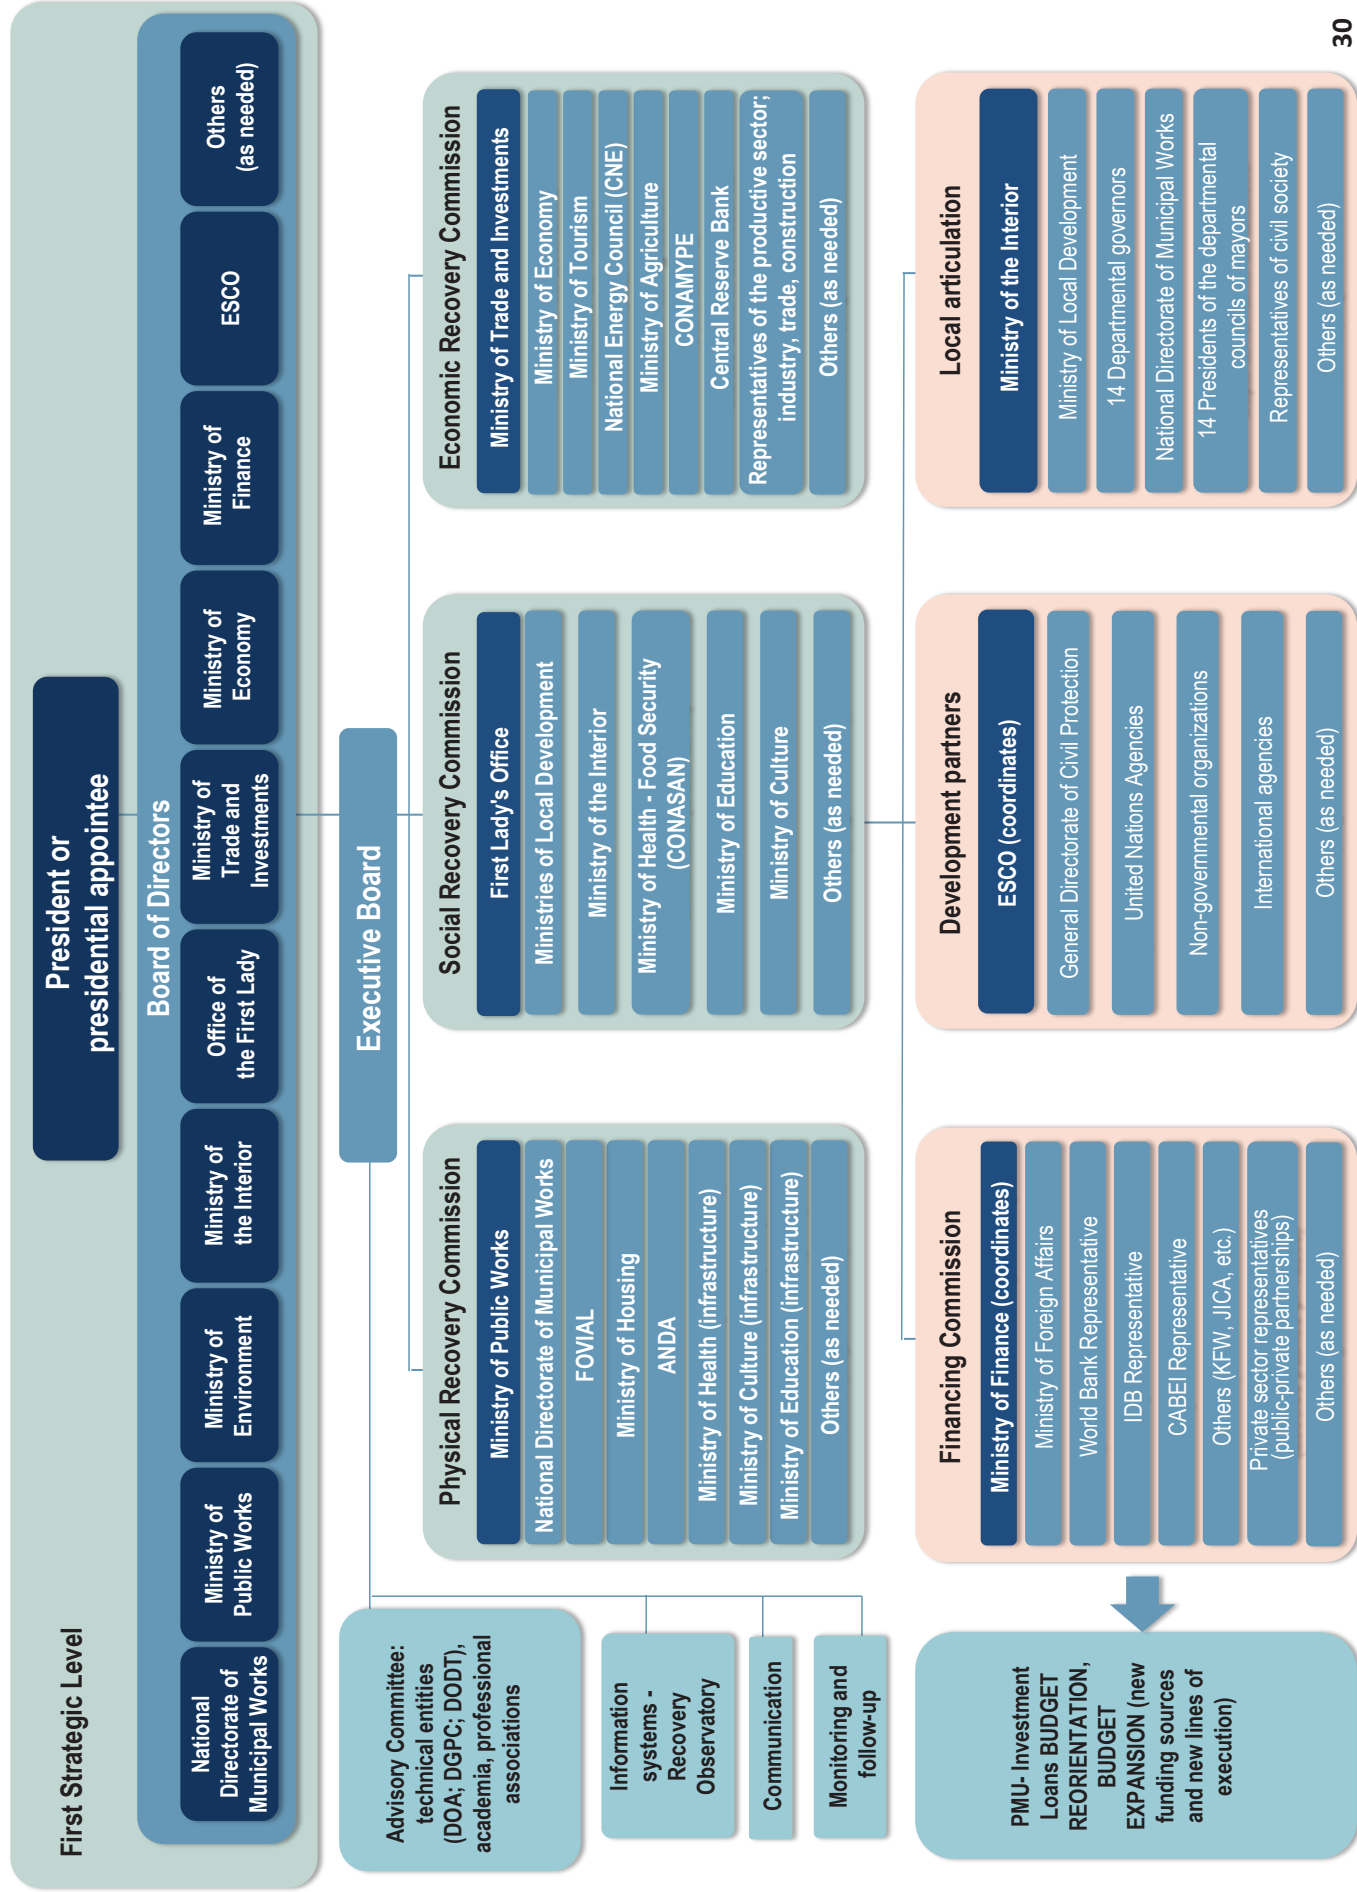 First Strategic Level
President or
presidential appointee
Board of Directors
National
Directorate of
Municipal Works
Ministry of
Public Works
Ministry of
Environment
Ministry of
the Interior
Office of
the First Lady
Ministry of
Trade and
Investments
Ministry of
Economy
Ministry of
Finance
ESCO
Others
(as needed)
Executive Board
Advisory Committee:
technical entities
(DOA; DGPC; DODT),
academia, professional
associations
Information
systems -
Recovery
Observatory
Communication
Monitoring and
follow-up
Physical Recovery Commission
Ministry of Public Works
National Directorate of Municipal Works
FOVIAL
Ministry of Housing
ANDA
Ministry of Health (infrastructure)
Ministry of Culture (infrastructure)
Ministry of Education (infrastructure)
Others (as needed)
Social Recovery Commission
First Lady's Office
Ministries of Local Development
Ministry of the Interior
Ministry of Health - Food Security
(CONASAN)
Ministry of Education
Ministry of Culture
Others (as needed)
Economic Recovery Commission
Ministry of Trade and Investments
Ministry of Economy
Ministry of Tourism
National Energy Council (CNE)
Ministry of Agriculture
CONAMYPE
Central Reserve Bank
Representatives of the productive sector;
industry, trade, construction
Others (as needed)
PMU- Investment
Loans BUDGET
REORIENTATION,
BUDGET
EXPANSION (new
funding sources
and new lines of
execution)
Financing Commission
Ministry of Finance (coordinates)
Ministry of Foreign Affairs
World Bank Representative
IDB Representative
CABEI Representative
Others (KFW, JICA, etc.)
Private sector representatives
(public-private partnerships)
Others (as needed)
Development partners
ESCO (coordinates)
General Directorate of Civil Protection
United Nations Agencies
Non-governmental organizations
International agencies
Others (as needed)
Local articulation
Ministry of the Interior
Ministry of Local Development
14 Departmental governors
National Directorate of Municipal Works
14 Presidents of the departmental
councils of mayors
Representatives of civil society
Others (as needed)
30